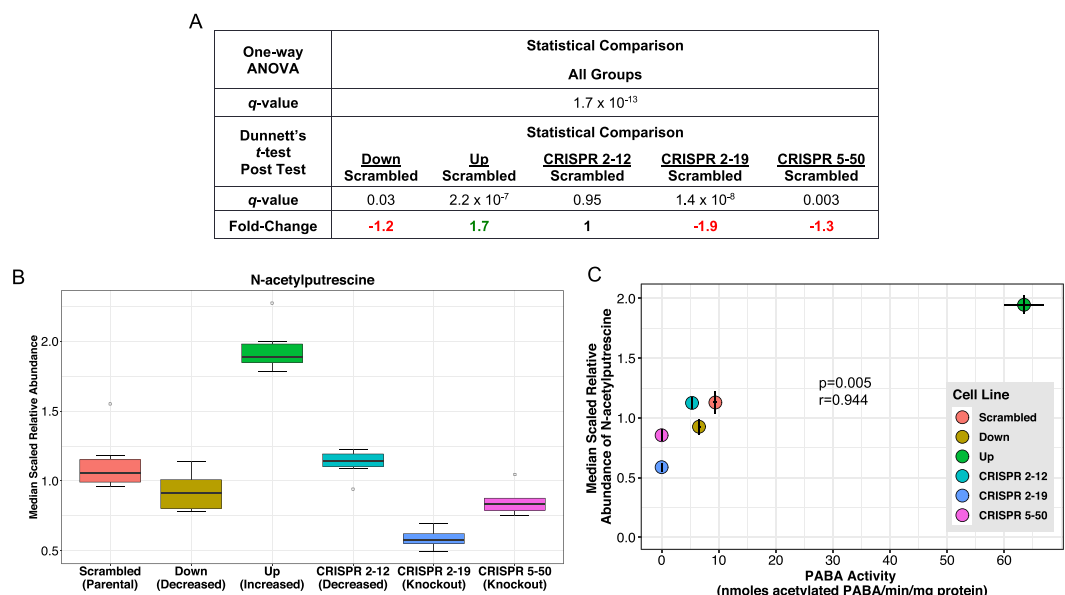 A
One-way
ANOVA
Statistical Comparison
All Groups
q-value
1.7 x 10-13
Dunnett's
t-test
Post Test
Statistical Comparison
Down Up CRISPR 2-12 CRISPR 2-19 CRISPR 5-50
Scrambled Scrambled Scrambled Scrambled Scrambled
q-value 0.03 2.2 x 10-7 0.95 1.4 x 10-8 0.003
Fold-Change -1.2 1.7 1 -1.9 -1.3
B
N-acetylputrescine
Median Scaled Relative Abundance
2.0
1.5
1.0
0.5
Scrambled Down Up CRISPR 2-12 CRISPR 2-19 CRISPR 5-50
(Parental) (Decreased) (Increased) (Decreased) (Knockout) (Knockout)
C
Median Scaled Relative
Abundance of N-acetylputrescine
2.0
1.5
1.0
0.5
0.0
p=0.005
r=0.944
Cell Line
Scrambled
Down
Up
CRISPR 2-12
CRISPR 2-19
CRISPR 5-50
0 10 20 30 40 50 60 70
PABA Activity
(nmoles acetylated PABA/min/mg protein)